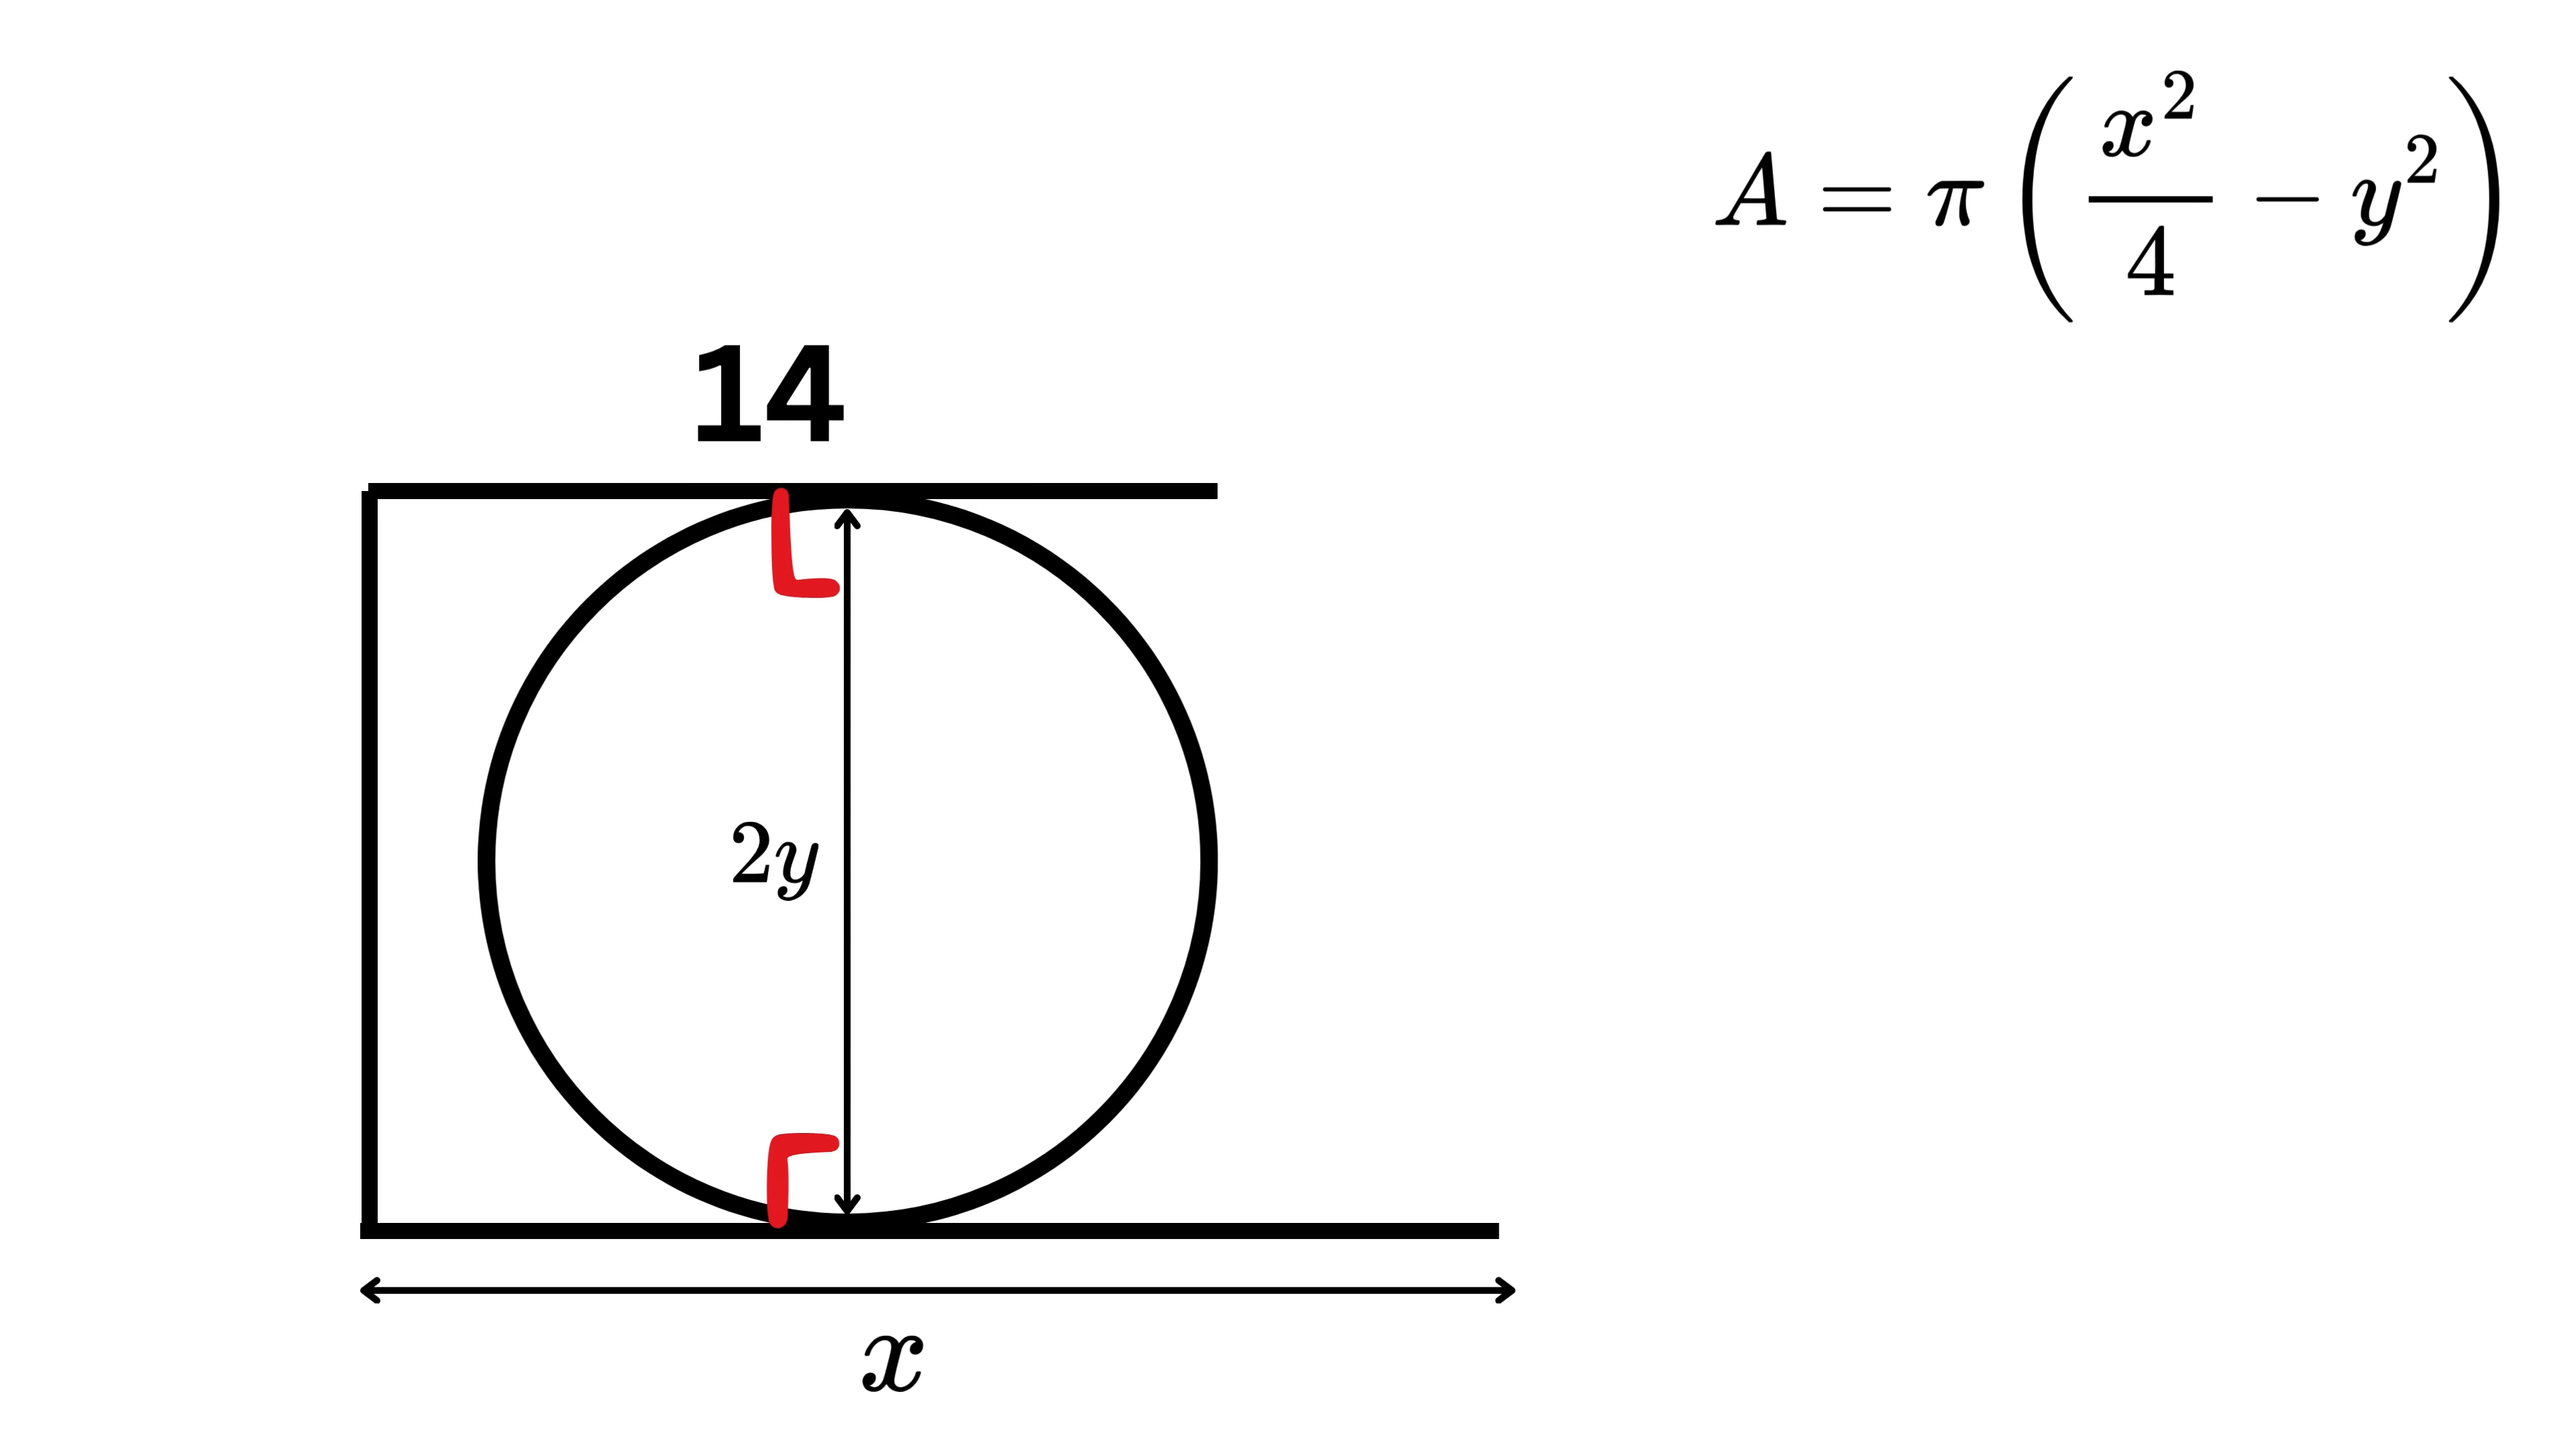 A = π(x²/4 − y²)
14
2y
x